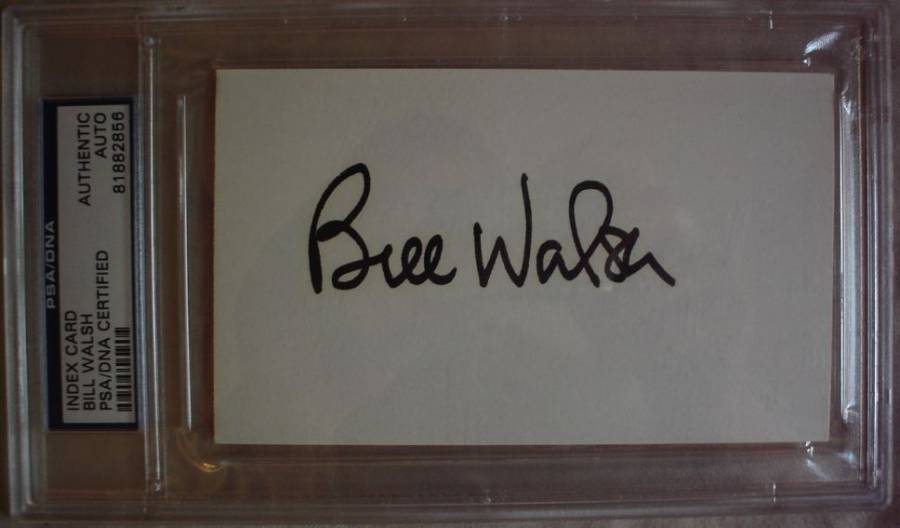 PSA/DNA
INDEX CARD
BILL WALSH
PSA/DNA CERTIFIED
AUTHENTIC
AUTO
81882856
Bill Walsh